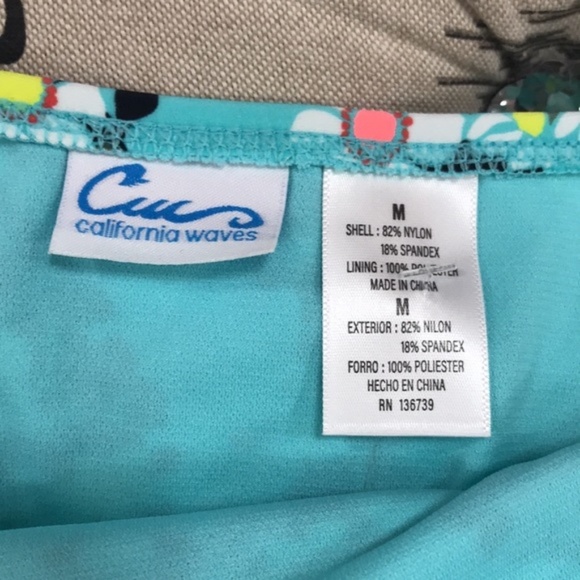 Cwcs
california waves
M
SHELL : 82% NYLON
18% SPANDEX
LINING : 100% POLYESTER
MADE IN CHINA
M
EXTERIOR : 82% NILON
18% SPANDEX
FORRO : 100% POLIESTER
HECHO EN CHINA
RN 136739